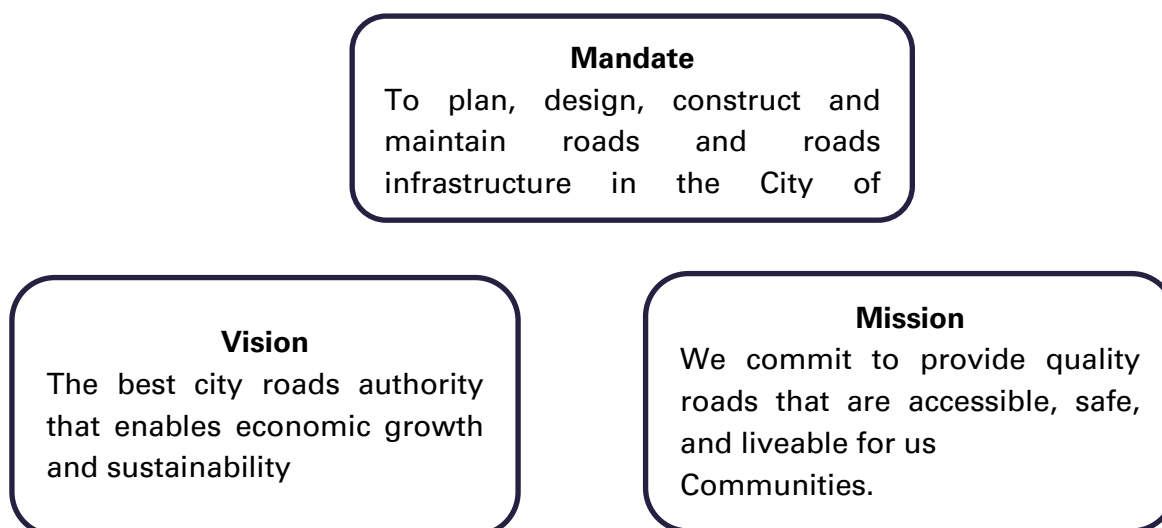 Mandate
To plan, design, construct and
maintain roads and roads
infrastructure in the City of
Vision
The best city roads authority
that enables economic growth
and sustainability
Mission
We commit to provide quality
roads that are accessible, safe,
and liveable for us
Communities.